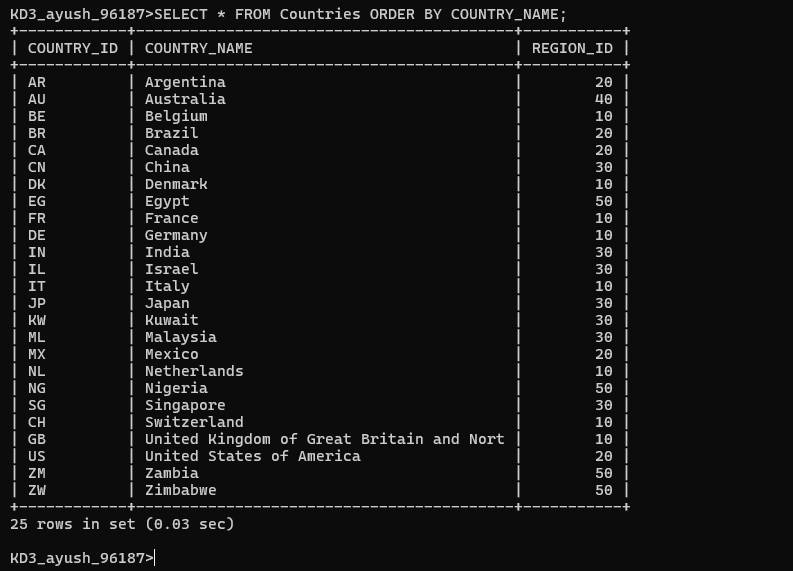 KD3_ayush_96187>SELECT * FROM Countries ORDER BY COUNTRY_NAME;
+------------+------------------------------------------+-----------+
| COUNTRY_ID | COUNTRY_NAME                             | REGION_ID |
+------------+------------------------------------------+-----------+
| AR         | Argentina                                |        20 |
| AU         | Australia                                |        40 |
| BE         | Belgium                                  |        10 |
| BR         | Brazil                                   |        20 |
| CA         | Canada                                   |        20 |
| CN         | China                                    |        30 |
| DK         | Denmark                                  |        10 |
| EG         | Egypt                                    |        50 |
| FR         | France                                   |        10 |
| DE         | Germany                                  |        10 |
| IN         | India                                    |        30 |
| IL         | Israel                                   |        30 |
| IT         | Italy                                    |        10 |
| JP         | Japan                                    |        30 |
| KW         | Kuwait                                   |        30 |
| ML         | Malaysia                                 |        30 |
| MX         | Mexico                                   |        20 |
| NL         | Netherlands                              |        10 |
| NG         | Nigeria                                  |        50 |
| SG         | Singapore                                |        30 |
| CH         | Switzerland                              |        10 |
| GB         | United Kingdom of Great Britain and Nort |        10 |
| US         | United States of America                 |        20 |
| ZM         | Zambia                                   |        50 |
| ZW         | Zimbabwe                                 |        50 |
+------------+------------------------------------------+-----------+
25 rows in set (0.03 sec)
KD3_ayush_96187>